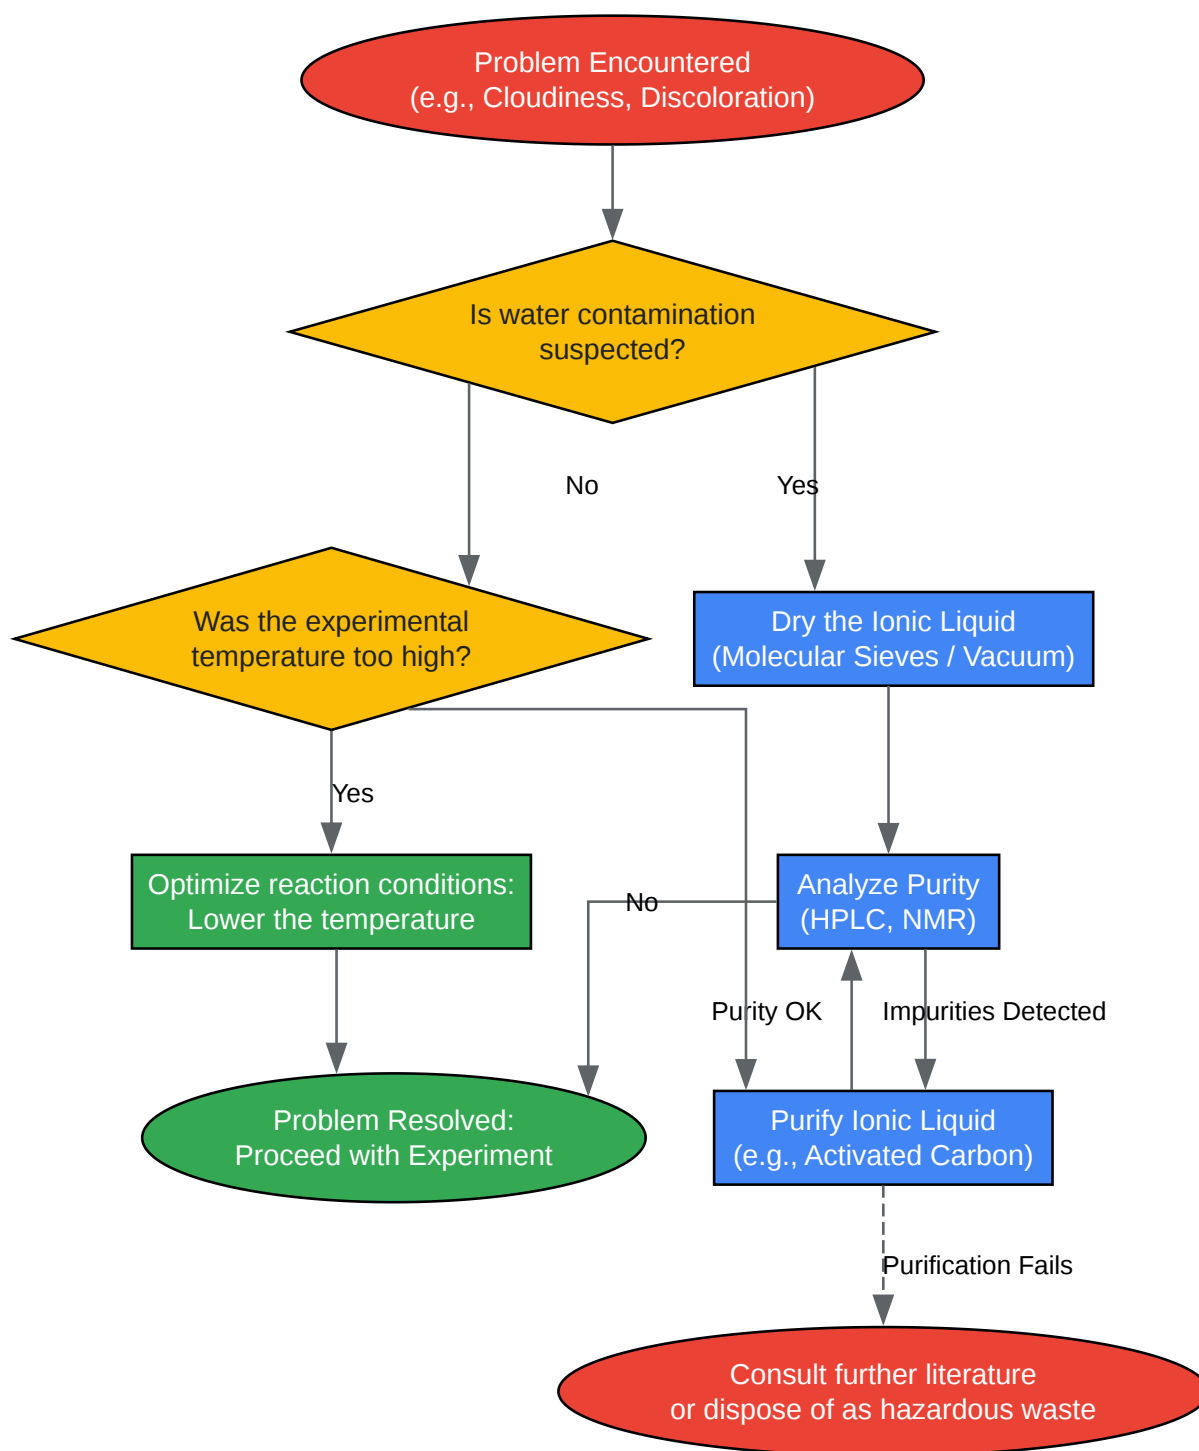 Problem Encountered
(e.g., Cloudiness, Discoloration)
Is water contamination
suspected?
No
Yes
Was the experimental
temperature too high?
Dry the Ionic Liquid
(Molecular Sieves / Vacuum)
Yes
Optimize reaction conditions:
Lower the temperature
No
Analyze Purity
(HPLC, NMR)
Purity OK
Impurities Detected
Problem Resolved:
Proceed with Experiment
Purify Ionic Liquid
(e.g., Activated Carbon)
Purification Fails
Consult further literature
or dispose of as hazardous waste